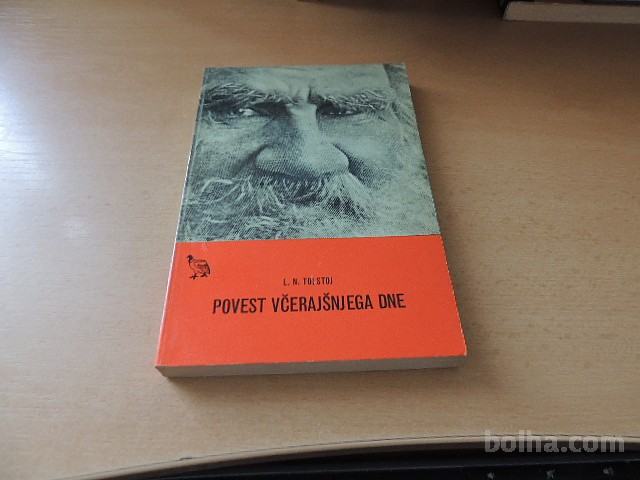 L. N. TOLSTOJ
POVEST VČERAJŠNJEGA DNE
bolha.com